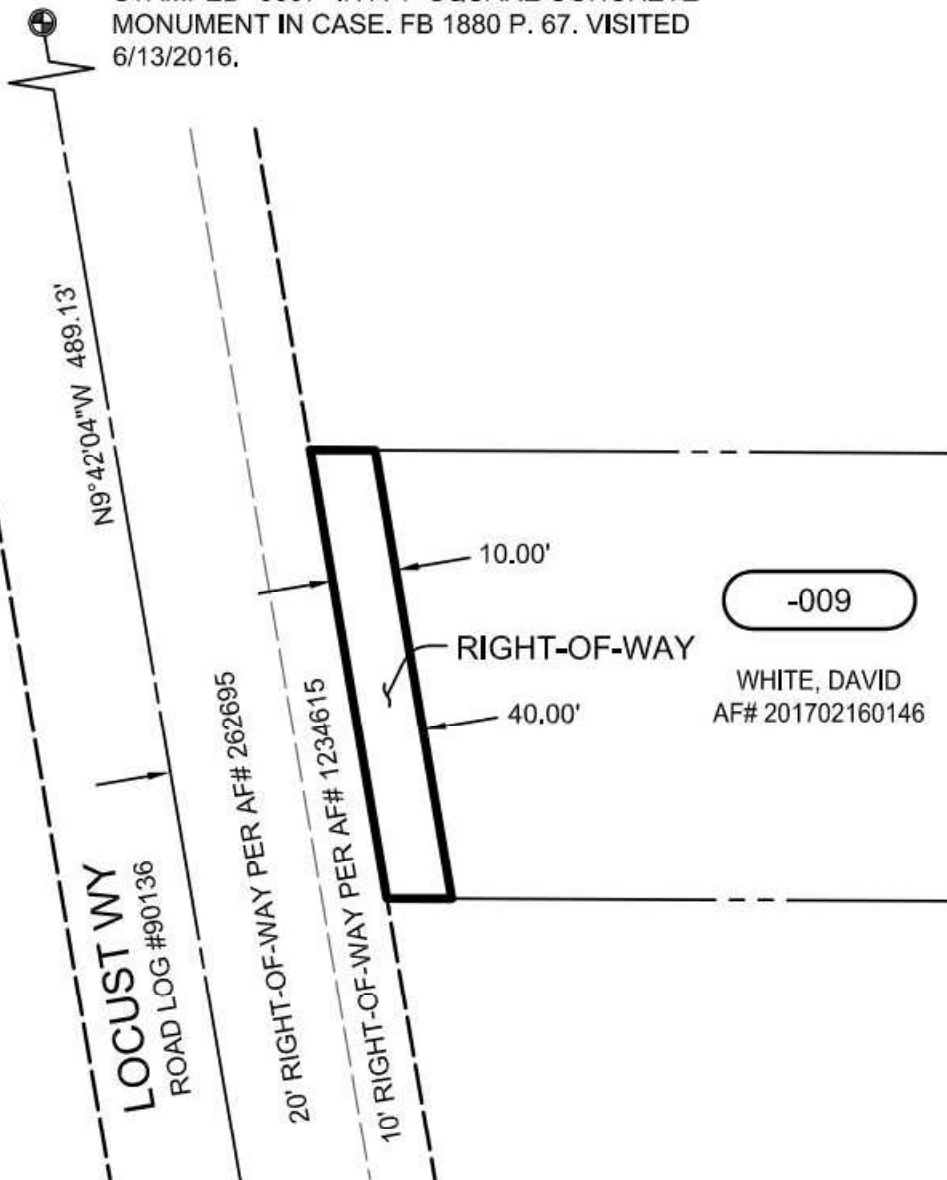 MONUMENT IN CASE. FB 1880 P. 67. VISITED
6/13/2016.
N9°42'04"W 489.13'
10.00'
RIGHT-OF-WAY
40.00'
-009
WHITE, DAVID
AF# 201702160146
20' RIGHT-OF-WAY PER AF# 262695
10' RIGHT-OF-WAY PER AF# 1234615
LOCUST WY
ROAD LOG #90136